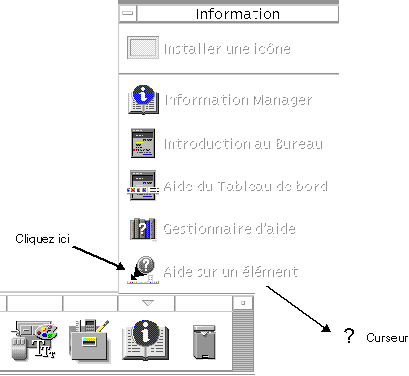 Information
Installer une icône
Information Manager
Introduction au Bureau
Aide du Tableau de bord
Gestionnaire d'aide
Cliquez ici
Aide sur un élément
? Curseur